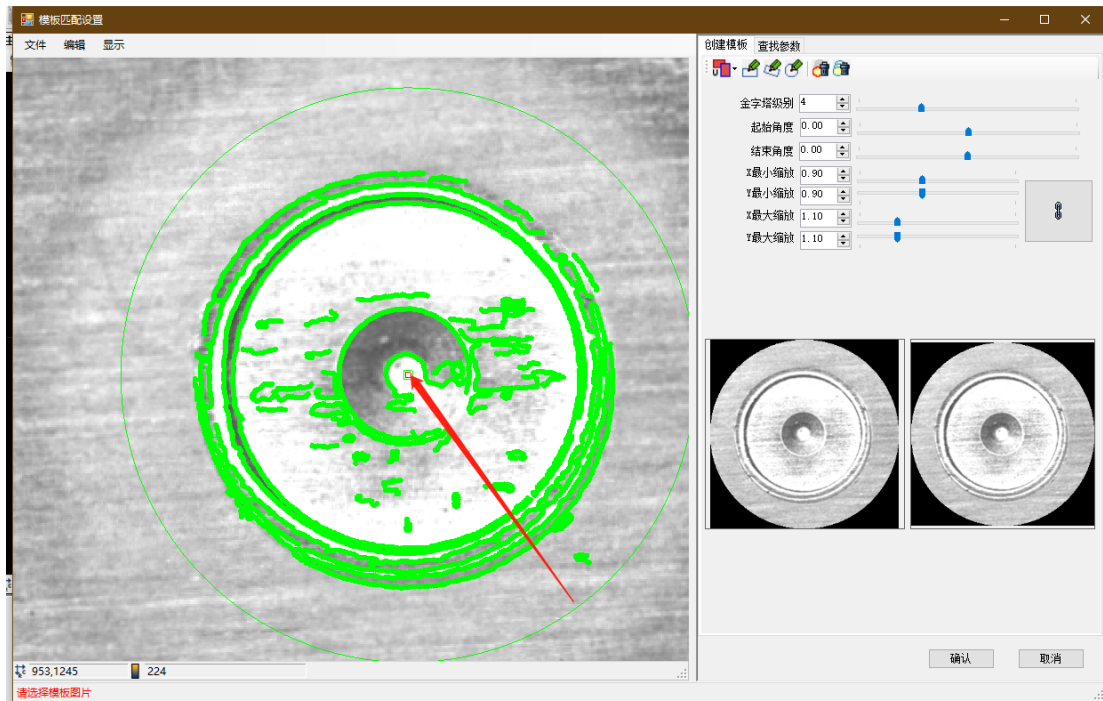 模板匹配设置
文件 编辑 显示
创建模板 查找参数
金字塔级别 4
起始角度 0.00
结束角度 0.00
X最小缩放 0.90
Y最小缩放 0.90
X最大缩放 1.10
Y最大缩放 1.10
953,1245 224
确认 取消
请选择模板图片